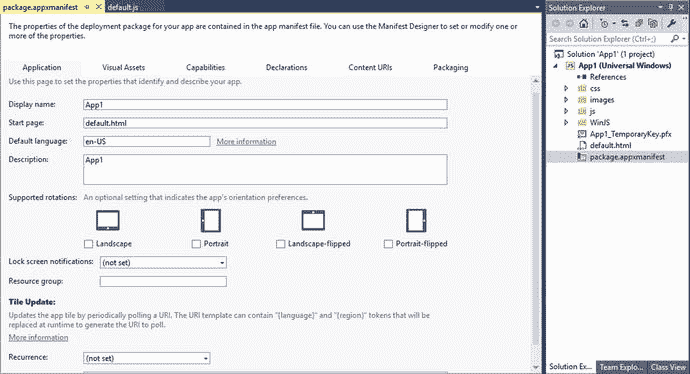 package.appxmanifest
default.js
The properties of the deployment package for your app are contained in the app manifest file. You can use the Manifest Designer to set or modify one or
more of the properties.
Application Visual Assets Capabilities Declarations Content URIs Packaging
Use this page to set the properties that identify and describe your app.
Display name: App1
Start page: default.html
Default language: en-US More information
Description: App1
Supported rotations: An optional setting that indicates the app's orientation preferences.
Landscape Portrait Landscape-flipped Portrait-flipped
Lock screen notifications: (not set)
Resource group:
Tile Update:
Updates the app tile by periodically polling a URI. The URI template can contain "{language}" and "{region}" tokens that will be
replaced at runtime to generate the URI to poll.
More information
Recurrence: (not set)
Solution Explorer
Search Solution Explorer (Ctrl+;)
Solution 'App1' (1 project)
App1 (Universal Windows)
References
css
images
js
WinJS
App1_TemporaryKey.pfx
default.html
package.appxmanifest
Solution Ex... Team Explo... Class View